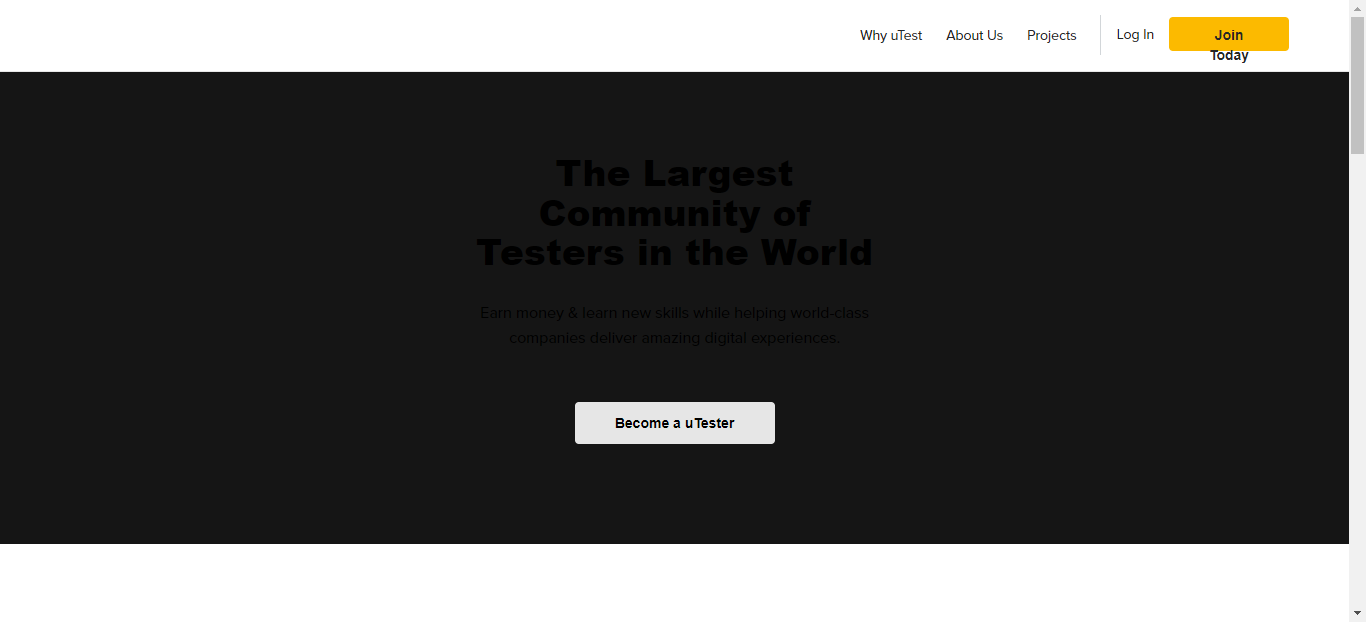 Why uTest
About Us
Projects
Log In
Join
Today
The Largest
Community of
Testers in the World
Earn money & learn new skills while helping world-class
companies deliver amazing digital experiences.
Become a uTester